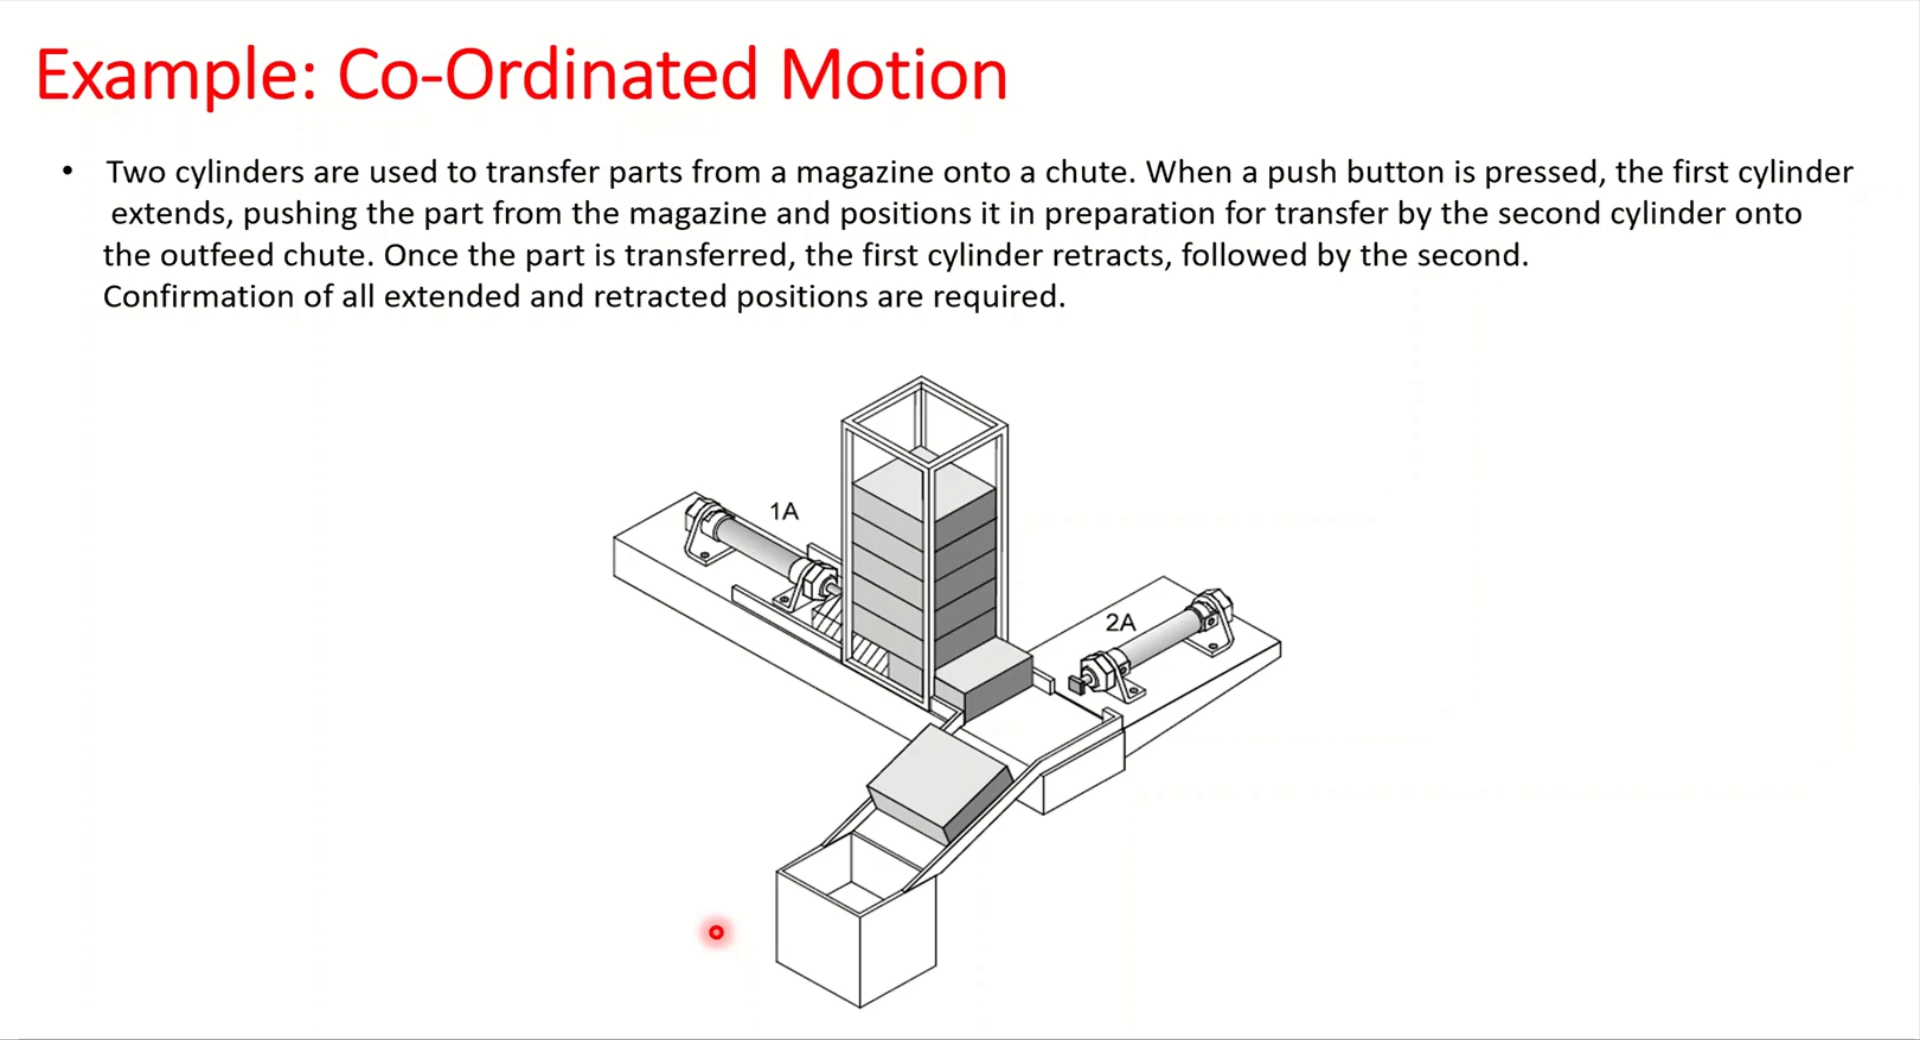 Example: Co-Ordinated Motion
• Two cylinders are used to transfer parts from a magazine onto a chute. When a push button is pressed, the first cylinder
extends, pushing the part from the magazine and positions it in preparation for transfer by the second cylinder onto
the outfeed chute. Once the part is transferred, the first cylinder retracts, followed by the second.
Confirmation of all extended and retracted positions are required.
1A
2A